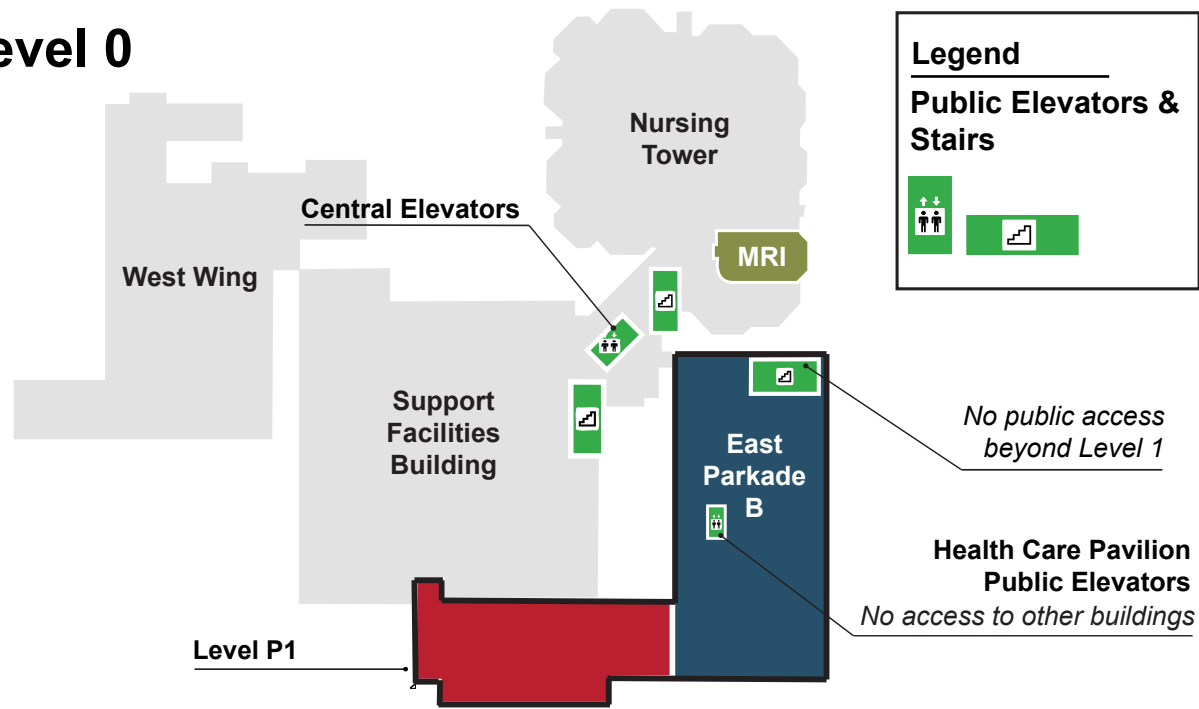 evel 0
Legend
Public Elevators &
Stairs
Nursing
Tower
Central Elevators
MRI
West Wing
Support
Facilities
Building
East
Parkade
B
No public access
beyond Level 1
Health Care Pavilion
Public Elevators
No access to other buildings
Level P1